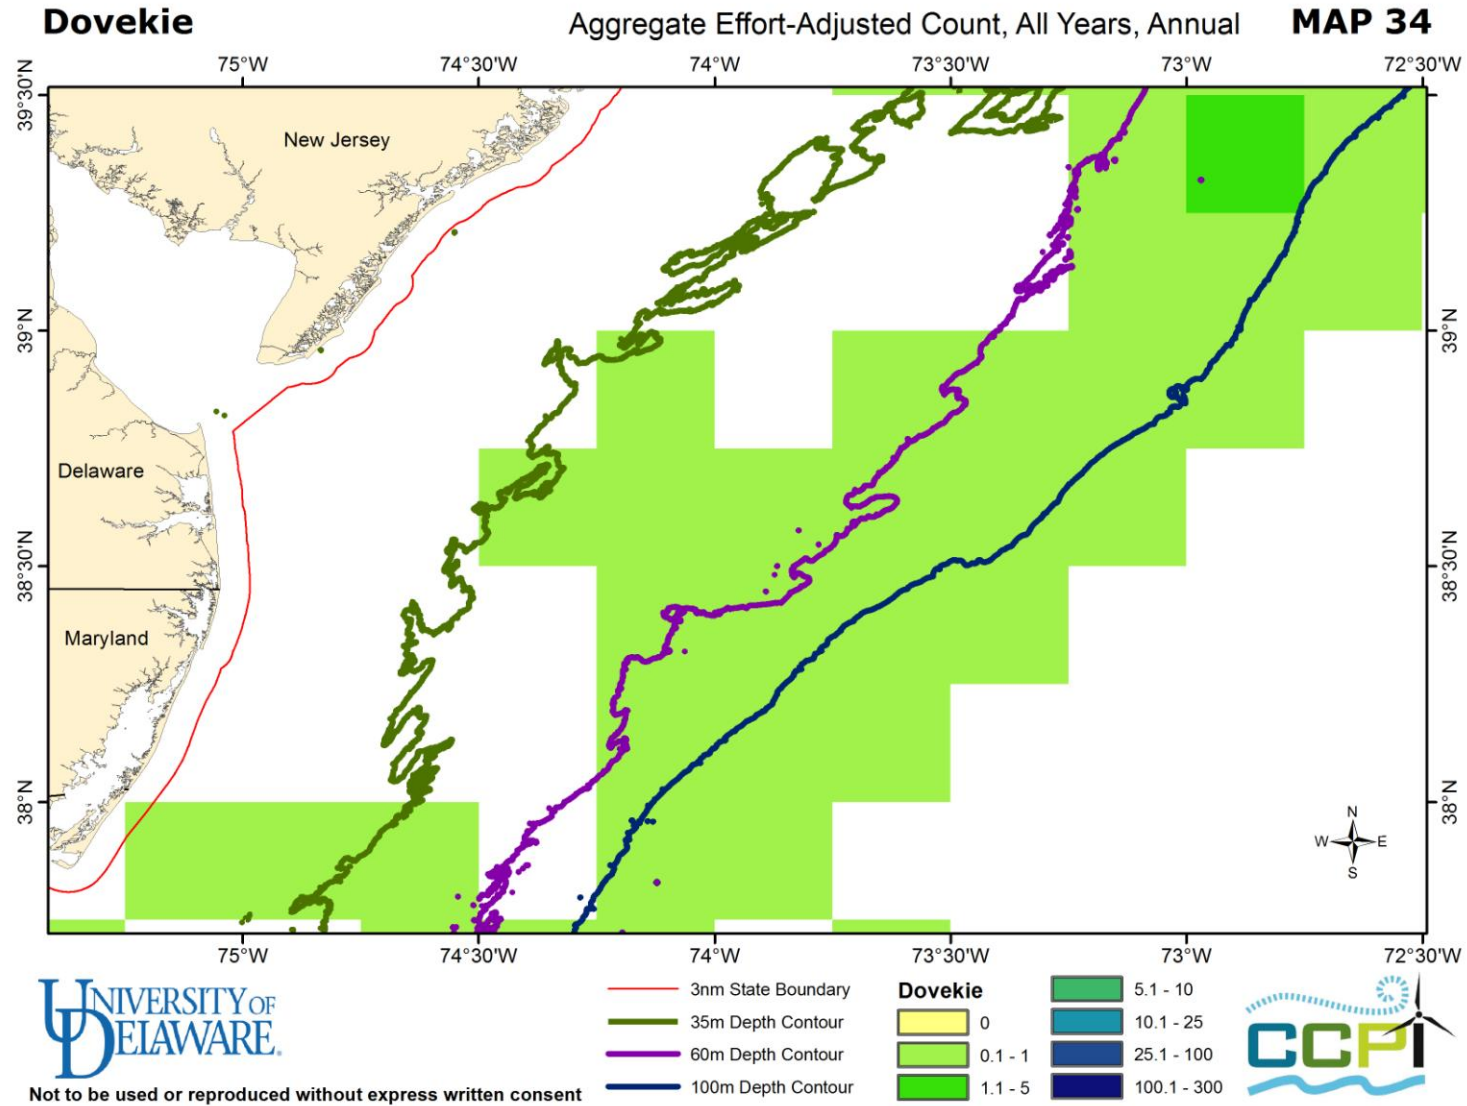 Dovekie
Aggregate Effort-Adjusted Count, All Years, Annual
MAP 34
75°W 74°30'W 74°W 73°30'W 73°W 72°30'W
39°30'N
New Jersey
39°N 39°N
Delaware
38°30'N 38°30'N
Maryland
38°N 38°N
N
W E
S
75°W 74°30'W 74°W 73°30'W 73°W 72°30'W
UNIVERSITY OF
DELAWARE.
Not to be used or reproduced without express written consent
3nm State Boundary
35m Depth Contour
60m Depth Contour
100m Depth Contour
Dovekie
0
0.1 - 1
1.1 - 5
5.1 - 10
10.1 - 25
25.1 - 100
100.1 - 300
CCPI